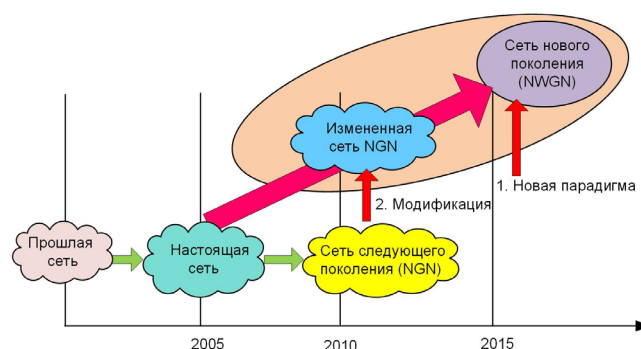 Сеть нового
поколения
(NWGN)
Измененная
сеть NGN
1. Новая парадигма
2. Модификация
Прошлая
сеть
Настоящая
сеть
Сеть следующего
поколения (NGN)
2005
2010
2015